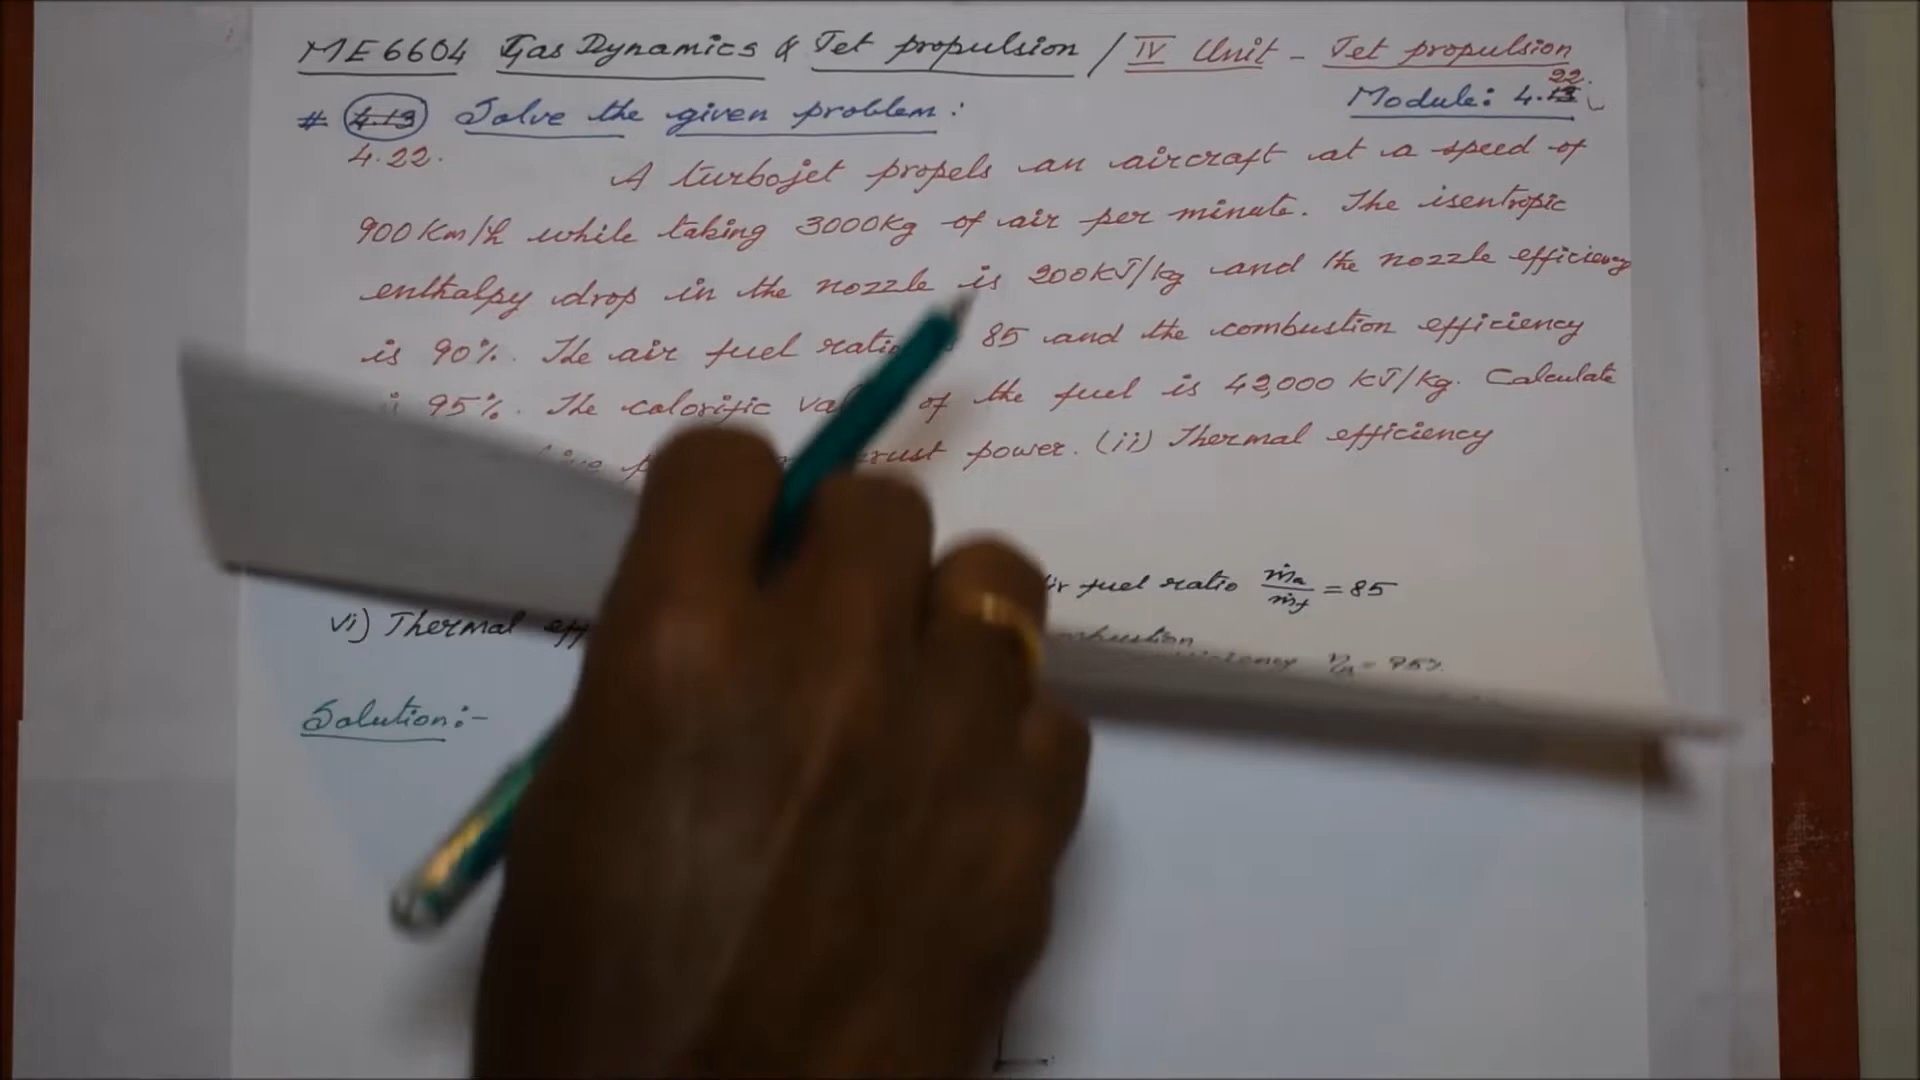 ME6604 Gas Dynamics & Jet propulsion / IV Unit - Jet propulsion
22.
Module: 4.13
# 4.13 Solve the given problem :
4.22.
A turbojet propels an aircraft at a speed of
900 Km/h while taking 3000Kg of air per minute. The isentropic
enthalpy drop in the nozzle is 200KJ/kg and the nozzle efficiency
is 90%. The air fuel ratio 85 and the combustion efficiency
95%. The calorific of the fuel is 42,000 KJ/Kg. Calculate
power. (ii) Thermal efficiency
fuel ratio ṁa/ṁf = 85
vi) Thermal
= 95%
Solution:-